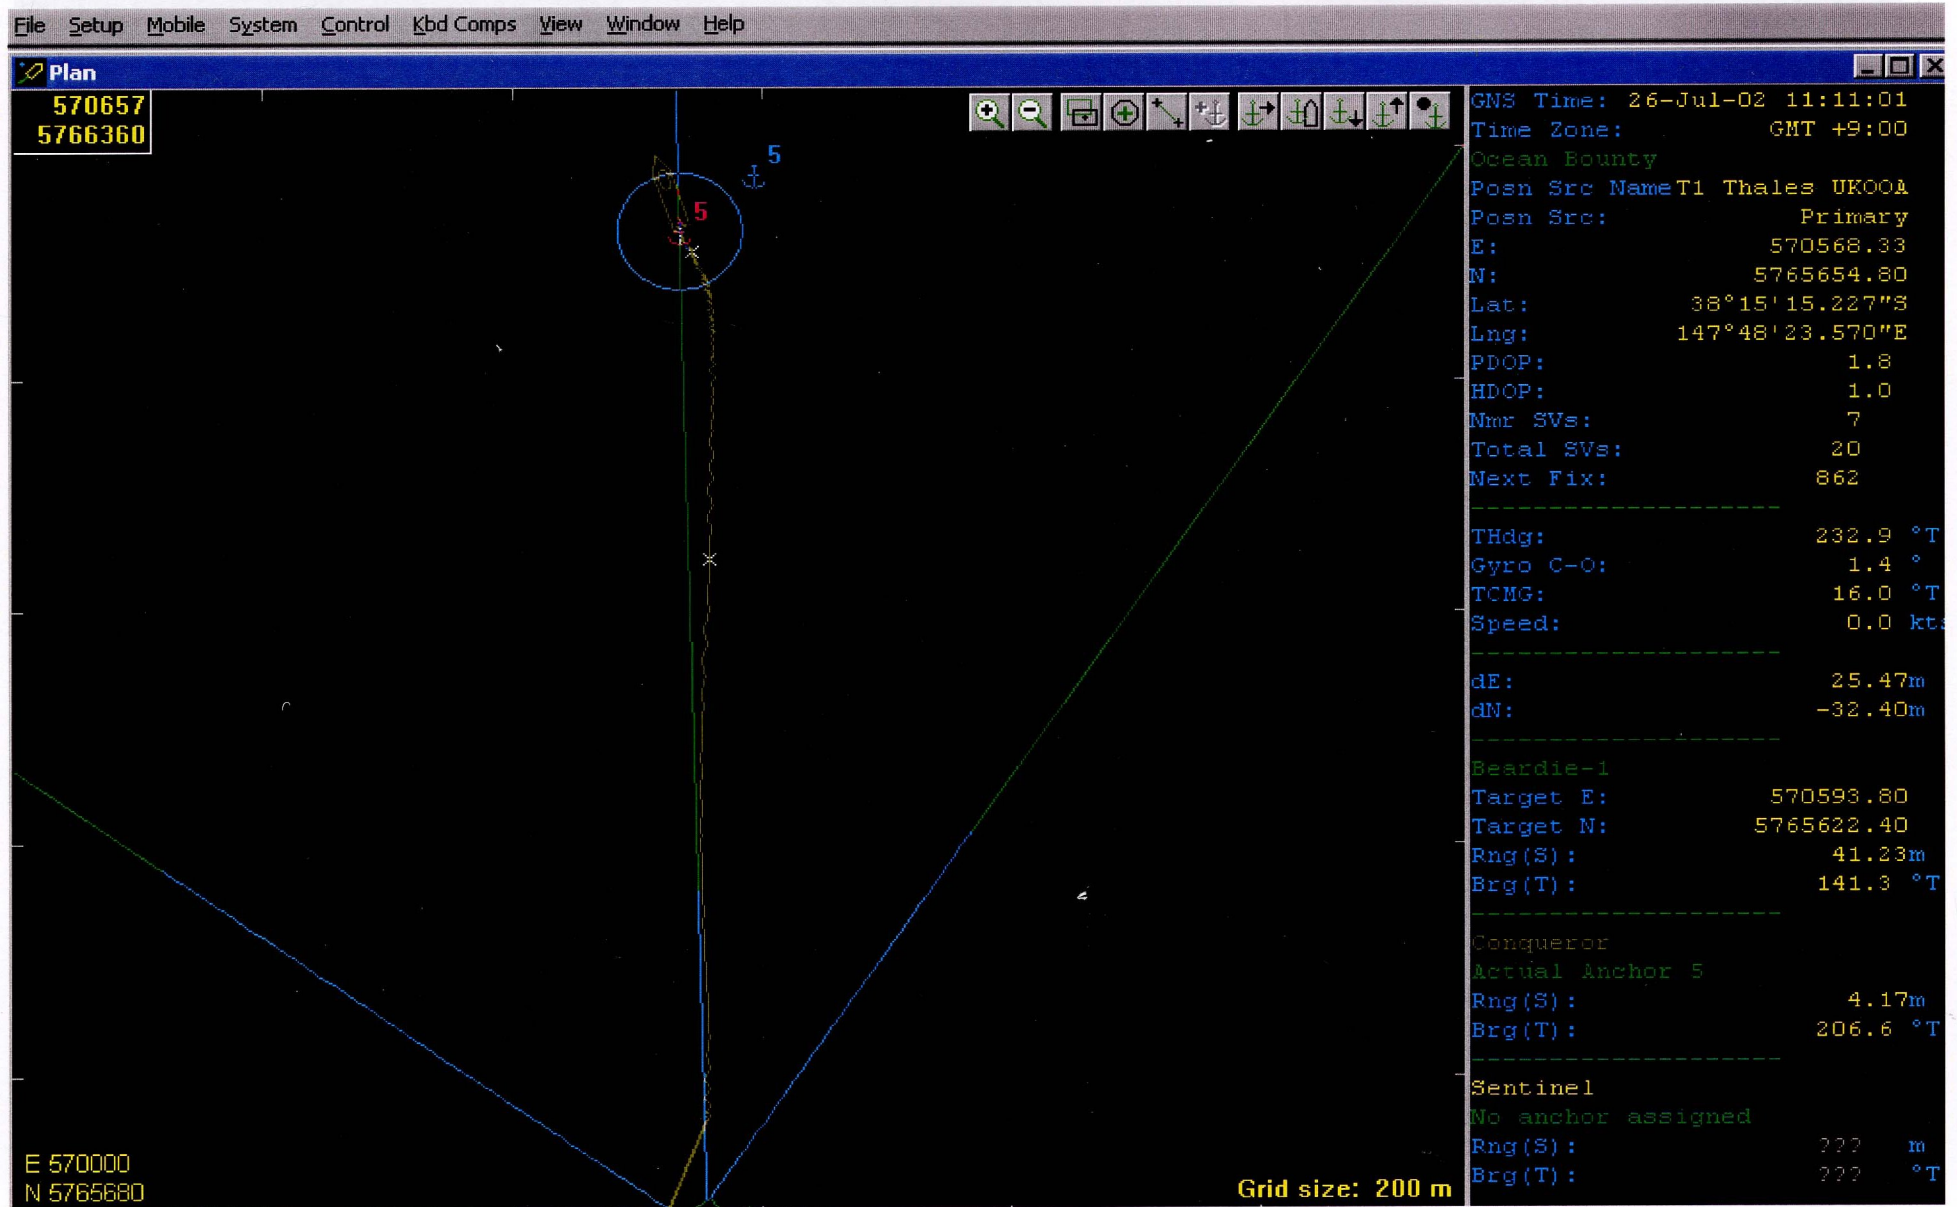 File Setup Mobile System Control Kbd Comps View Window Help
Plan
570657
5766360
5
5
E 570000
N 5765680
Grid size: 200 m
GNS Time: 26-Jul-02 11:11:01
Time Zone: GMT +9:00
Ocean Bounty
Posn Src Name T1 Thales UKOOA
Posn Src: Primary
E: 570568.33
N: 5765654.80
Lat: 38°15'15.227"S
Lng: 147°48'23.570"E
PDOP: 1.8
HDOP: 1.0
Nmr SVs: 7
Total SVs: 20
Next Fix: 862
THdg: 232.9 °T
Gyro C-O: 1.4 °
TCMG: 16.0 °T
Speed: 0.0 kts
dE: 25.47m
dN: -32.40m
Beardie-1
Target E: 570593.80
Target N: 5765622.40
Rng(S): 41.23m
Brg(T): 141.3 °T
Conqueror
Actual Anchor 5
Rng(S): 4.17m
Brg(T): 206.6 °T
Sentinel
No anchor assigned
Rng(S): ??? m
Brg(T): ??? °T